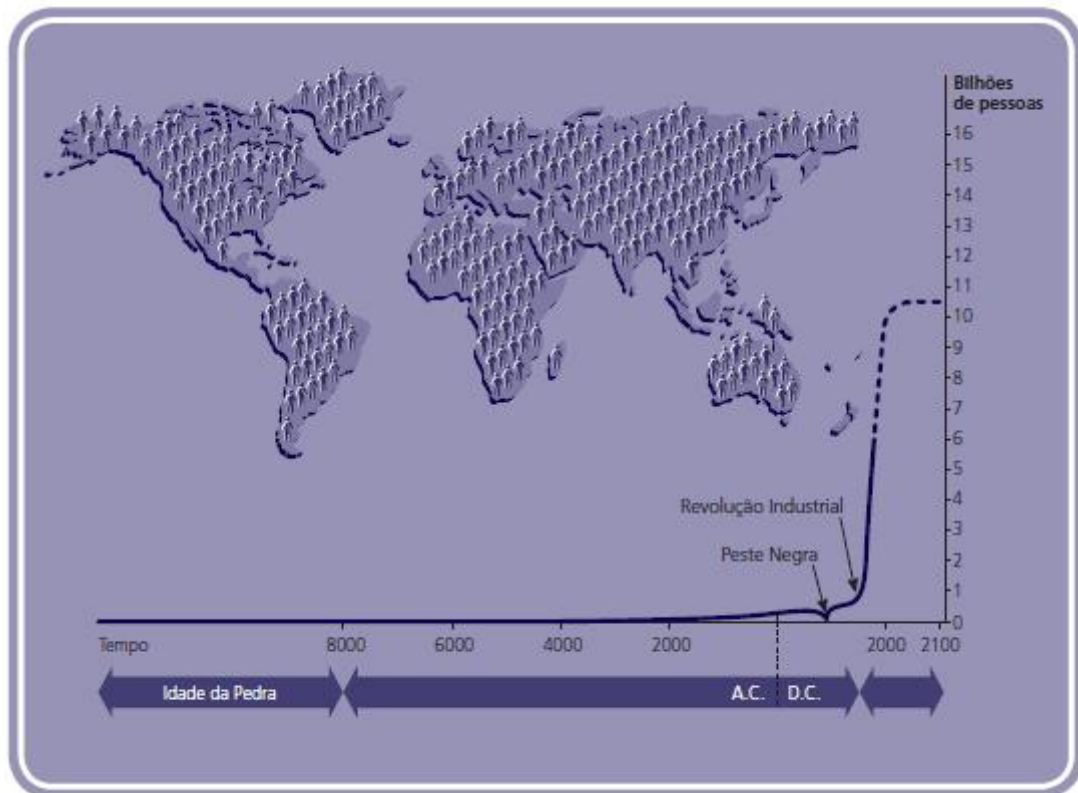 Bilhões
de pessoas
16
15
14
13
12
11
10
9
8
7
6
5
4
3
2
1
0
Revolução Industrial
Peste Negra
Tempo
8000
6000
4000
2000
2000
2100
Idade da Pedra
A.C.
D.C.